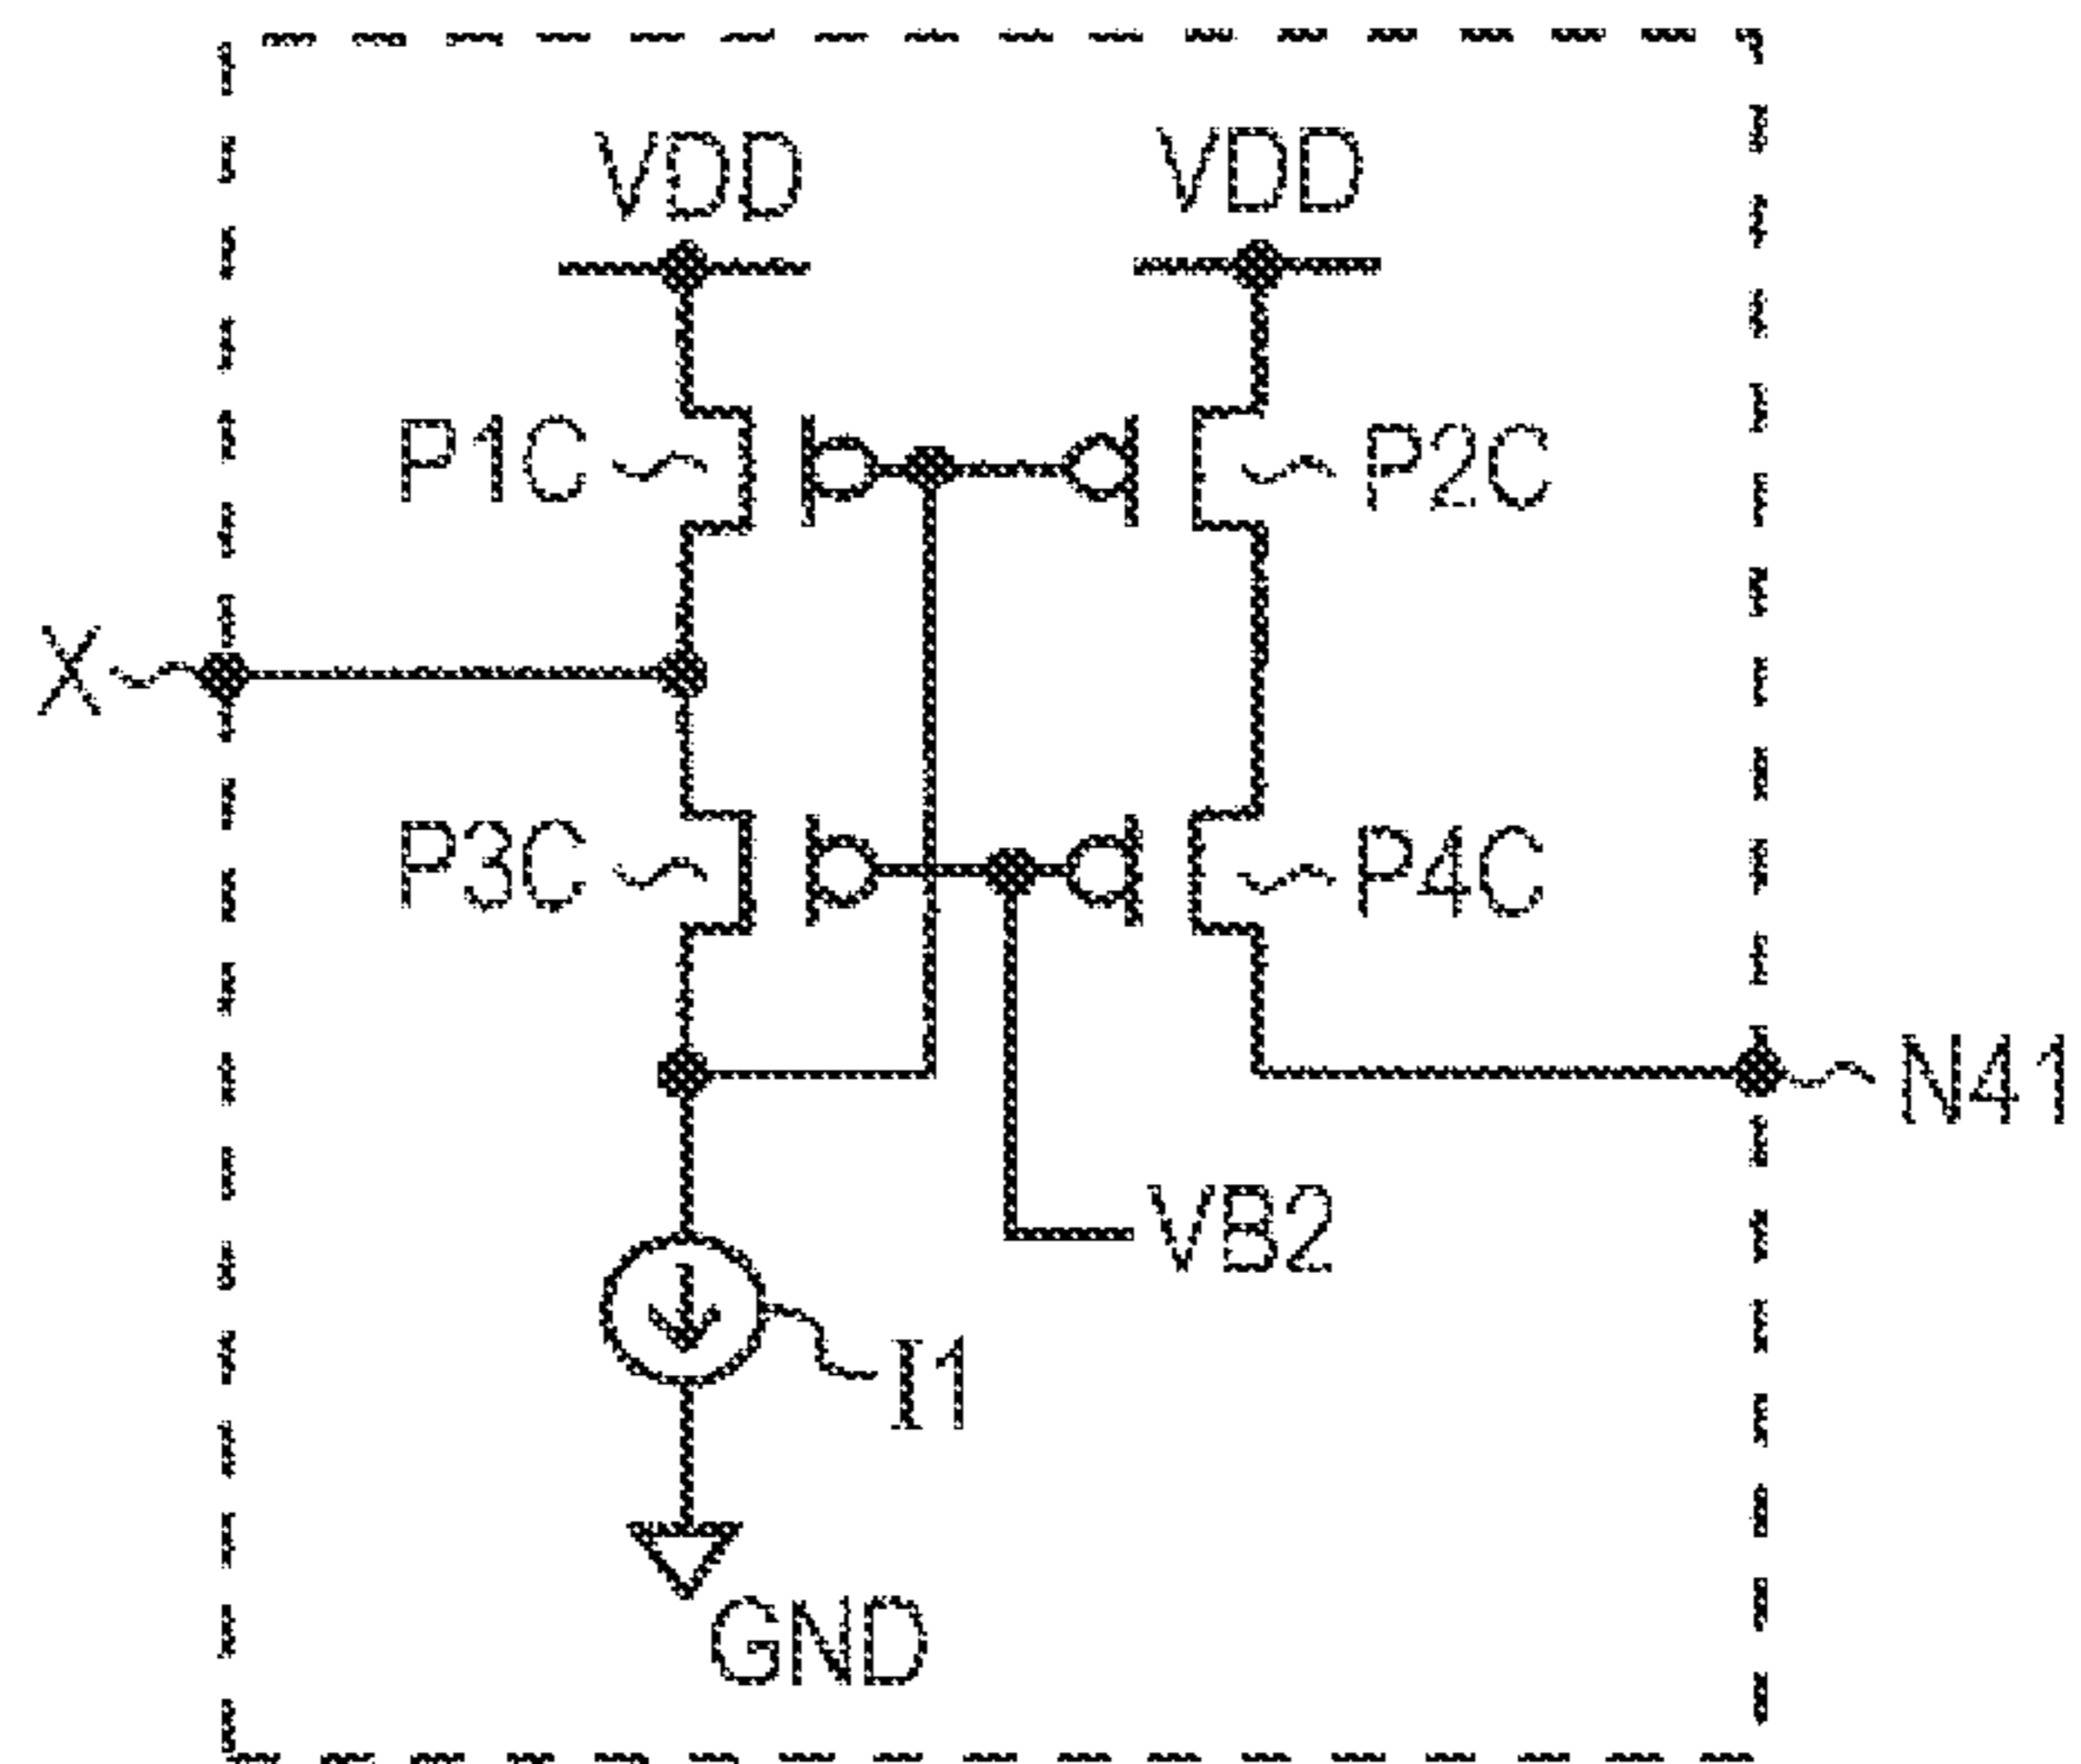 VDD VDD
P1C P2C
X
P3C P4C
N41
VB2
I1
GND